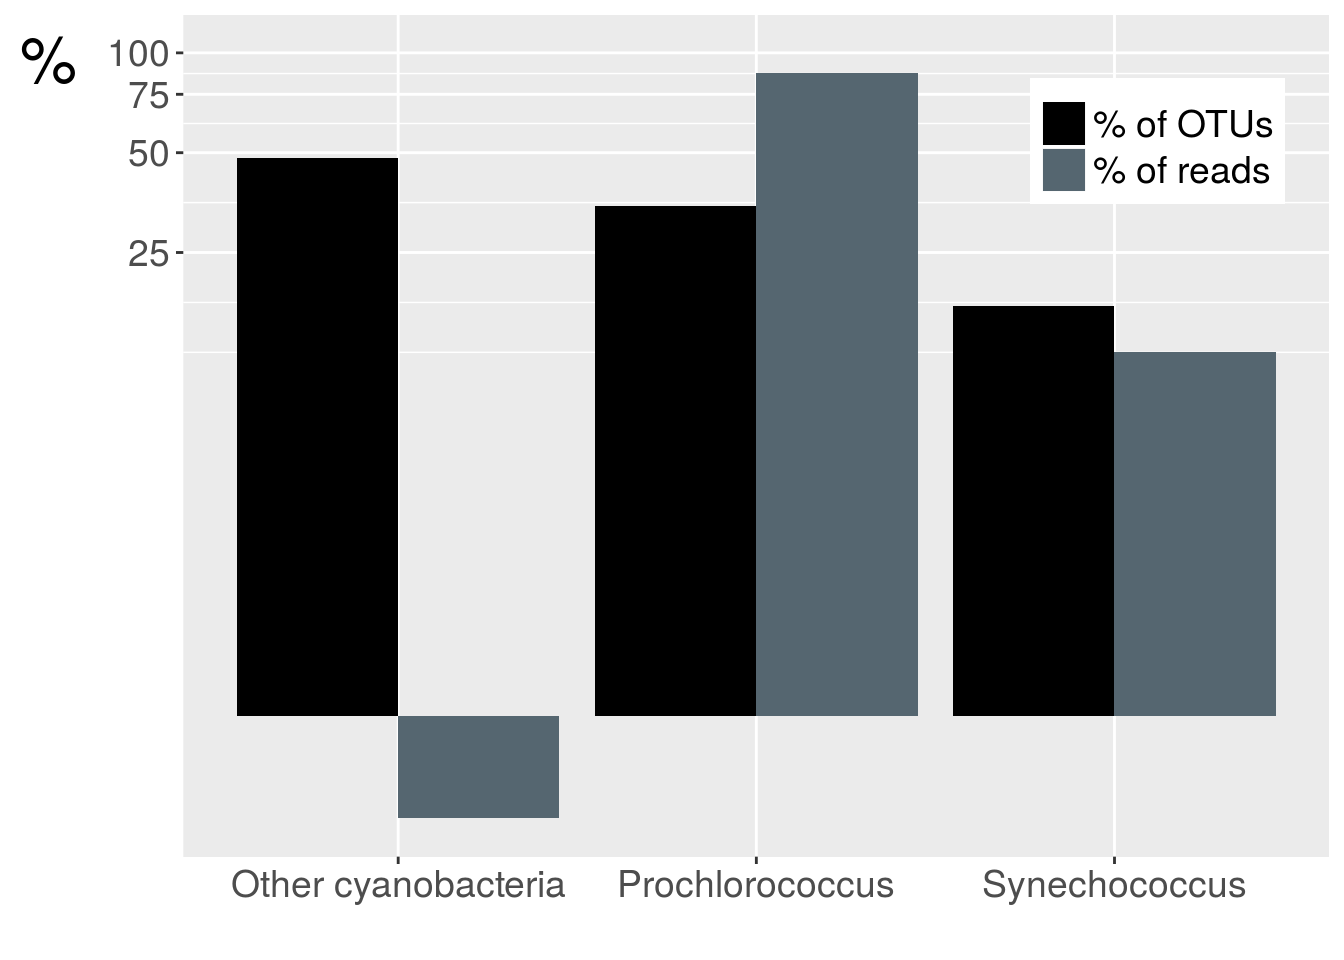 %
100
75
50
25
% of OTUs
% of reads
Other cyanobacteria
Prochlorococcus
Synechococcus